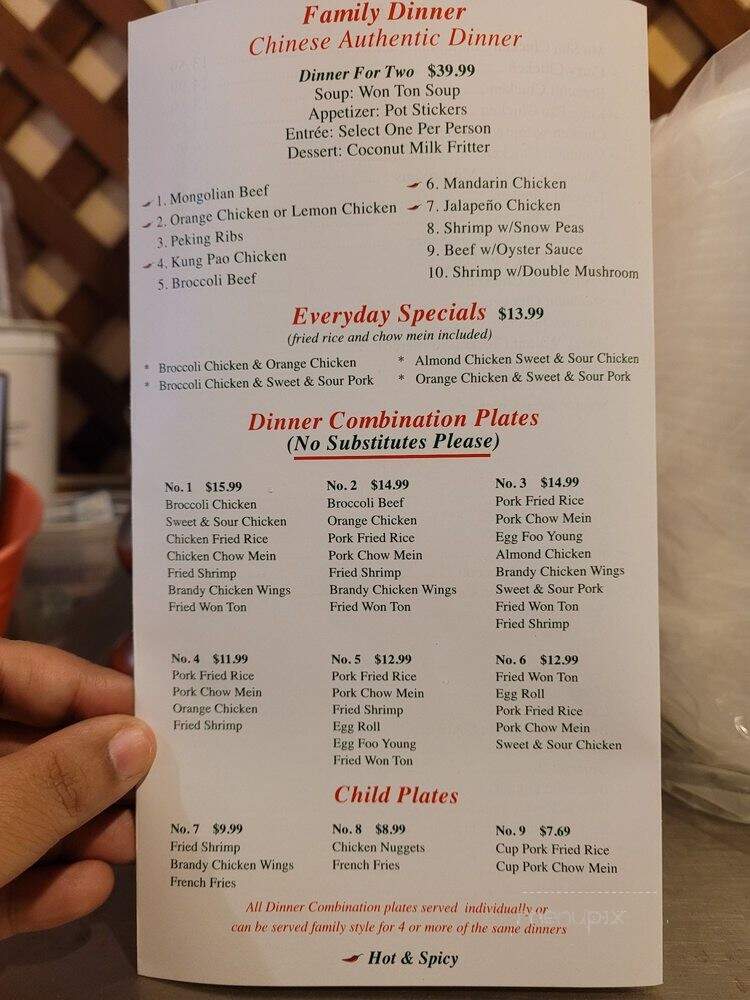 Family Dinner
Chinese Authentic Dinner
Dinner For Two $39.99
Soup: Won Ton Soup
Appetizer: Pot Stickers
Entrée: Select One Per Person
Dessert: Coconut Milk Fritter
1. Mongolian Beef
2. Orange Chicken or Lemon Chicken
3. Peking Ribs
4. Kung Pao Chicken
5. Broccoli Beef
6. Mandarin Chicken
7. Jalapeño Chicken
8. Shrimp w/Snow Peas
9. Beef w/Oyster Sauce
10. Shrimp w/Double Mushroom
Everyday Specials $13.99
(fried rice and chow mein included)
* Broccoli Chicken & Orange Chicken
* Broccoli Chicken & Sweet & Sour Pork
* Almond Chicken Sweet & Sour Chicken
* Orange Chicken & Sweet & Sour Pork
Dinner Combination Plates
(No Substitutes Please)
No. 1 $15.99
Broccoli Chicken
Sweet & Sour Chicken
Chicken Fried Rice
Chicken Chow Mein
Fried Shrimp
Brandy Chicken Wings
Fried Won Ton
No. 2 $14.99
Broccoli Beef
Orange Chicken
Pork Fried Rice
Pork Chow Mein
Fried Shrimp
Brandy Chicken Wings
Fried Won Ton
No. 3 $14.99
Pork Fried Rice
Pork Chow Mein
Egg Foo Young
Almond Chicken
Brandy Chicken Wings
Sweet & Sour Pork
Fried Won Ton
Fried Shrimp
No. 4 $11.99
Pork Fried Rice
Pork Chow Mein
Orange Chicken
Fried Shrimp
No. 5 $12.99
Pork Fried Rice
Pork Chow Mein
Fried Shrimp
Egg Roll
Egg Foo Young
Fried Won Ton
No. 6 $12.99
Fried Won Ton
Egg Roll
Pork Fried Rice
Pork Chow Mein
Sweet & Sour Chicken
Child Plates
No. 7 $9.99
Fried Shrimp
Brandy Chicken Wings
French Fries
No. 8 $8.99
Chicken Nuggets
French Fries
No. 9 $7.69
Cup Pork Fried Rice
Cup Pork Chow Mein
All Dinner Combination plates served individually or
can be served family style for 4 or more of the same dinners
menupix
Hot & Spicy